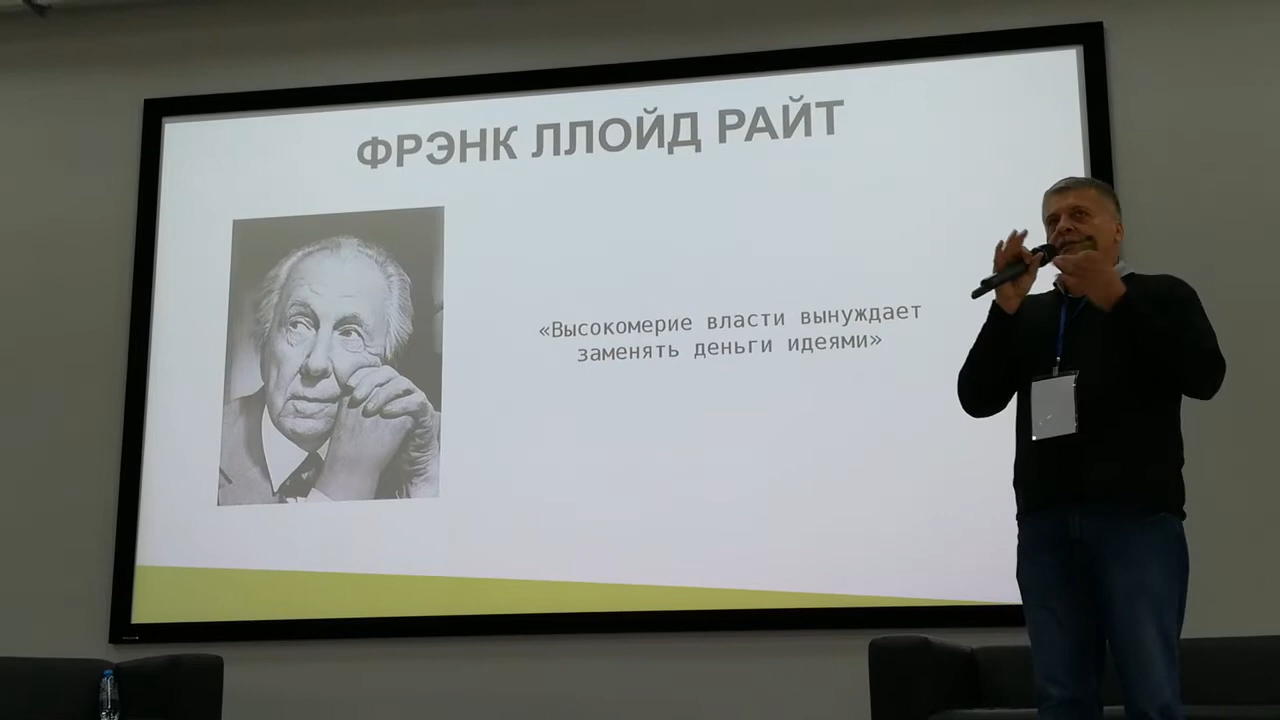 ФРЭНК ЛЛОЙД РАЙТ
«Высокомерие власти вынуждает
заменять деньги идеями»